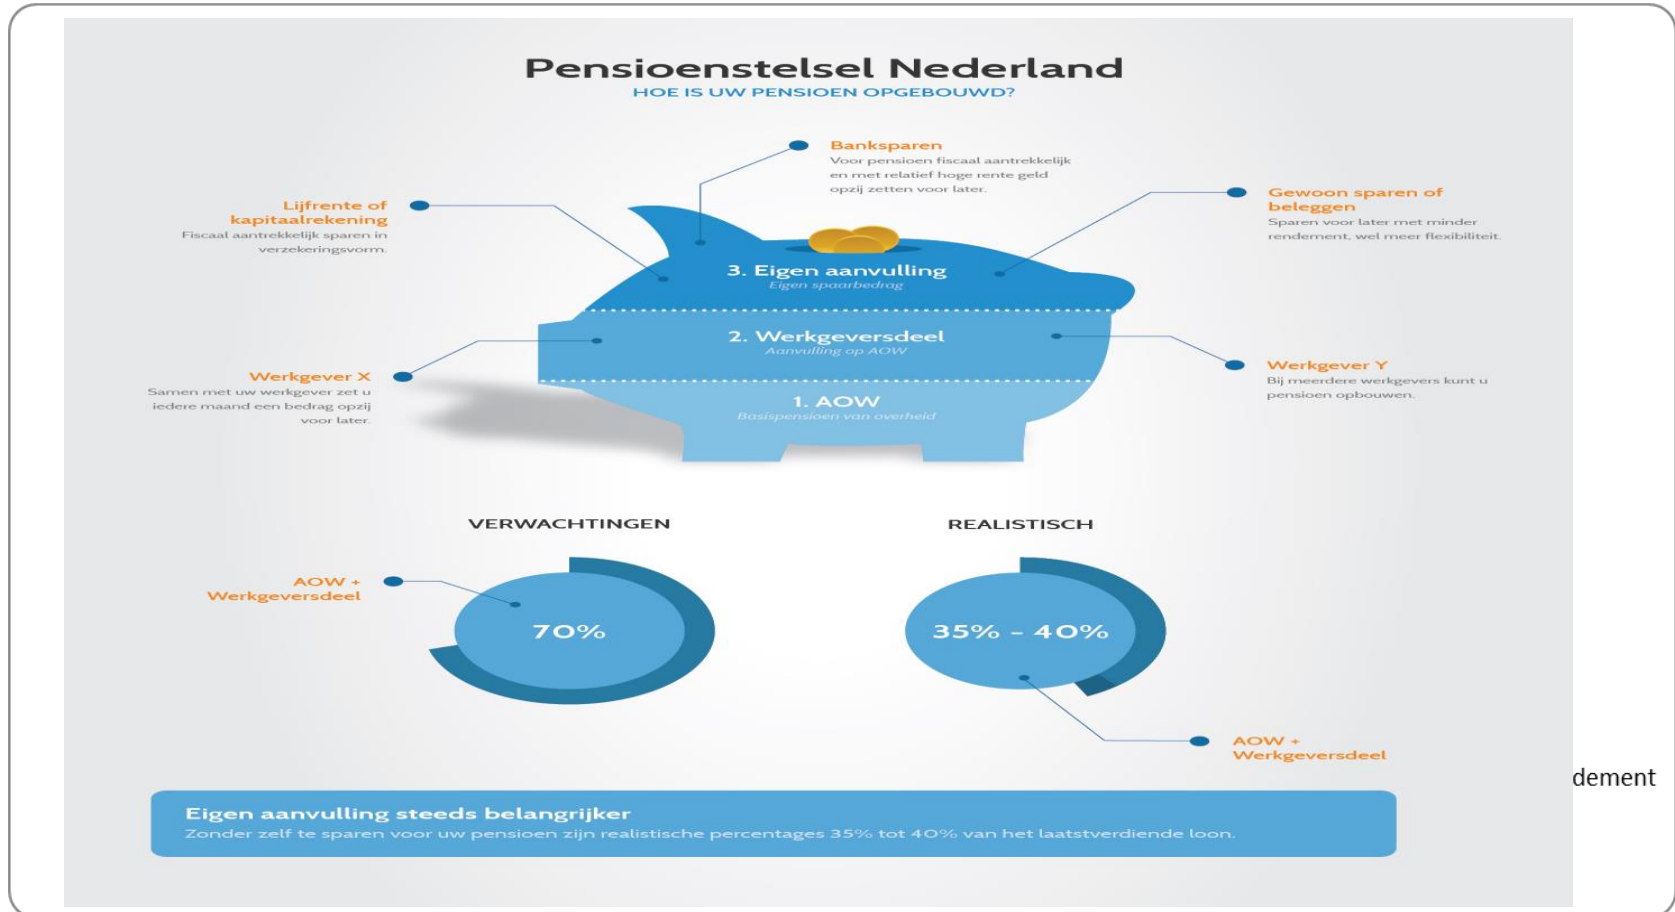 Pensioenstelsel Nederland
HOE IS UW PENSIOEN OPGEBOUWD?
Banksparen
Voor pensioen fiscaal aantrekkelijk
en met relatief hoge rente geld
opzij zetten voor later.
Lijfrente of
kapitaalrekening
Fiscaal aantrekkelijk sparen in
verzekeringsvorm.
Gewoon sparen of
beleggen
Sparen voor later met minder
rendement, wel meer flexibiliteit.
3. Eigen aanvulling
Eigen spaarbedrag
2. Werkgeversdeel
Aanvulling op AOW
1. AOW
Basispensioen van overheid
Werkgever X
Samen met uw werkgever zet u
iedere maand een bedrag opzij
voor later.
Werkgever Y
Bij meerdere werkgevers kunt u
pensioen opbouwen.
VERWACHTINGEN
AOW +
Werkgeversdeel
70%
REALISTISCH
35% - 40%
AOW +
Werkgeversdeel
dement
Eigen aanvulling steeds belangrijker
Zonder zelf te sparen voor uw pensioen zijn realistische percentages 35% tot 40% van het laatstverdiende loon.